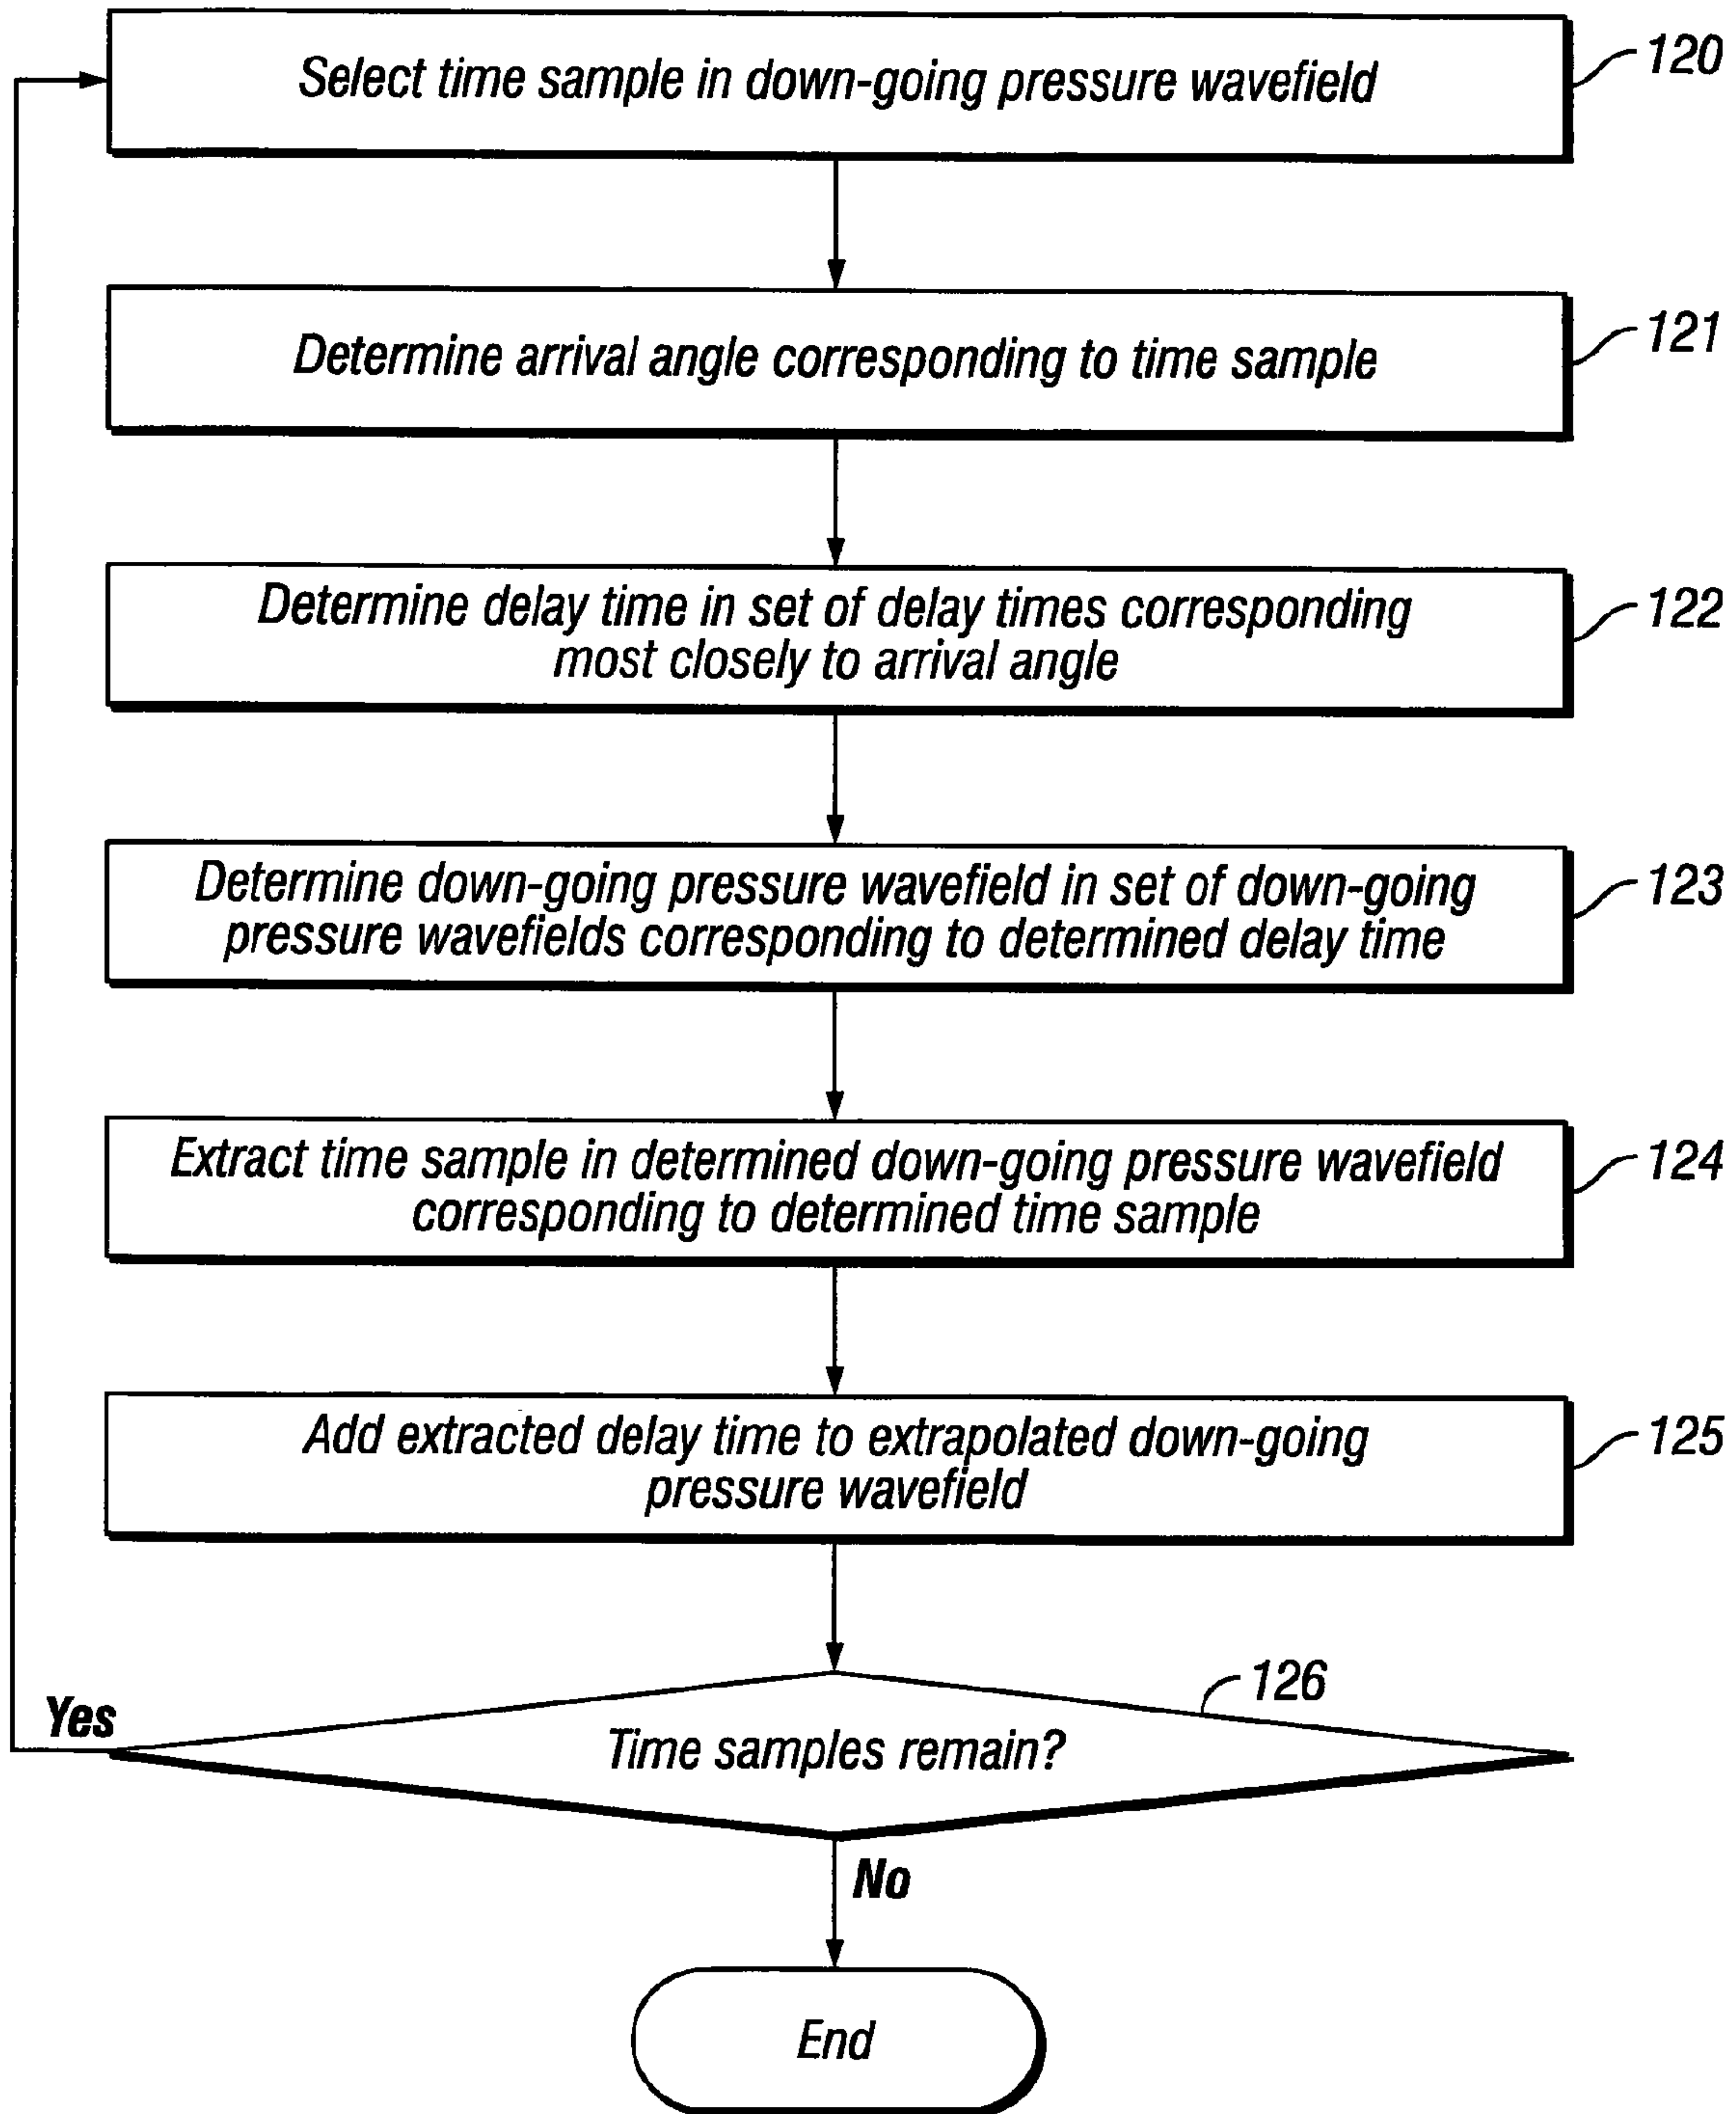 Select time sample in down-going pressure wavefield
120
Determine arrival angle corresponding to time sample
121
Determine delay time in set of delay times corresponding
most closely to arrival angle
122
Determine down-going pressure wavefield in set of down-going
pressure wavefields corresponding to determined delay time
123
Extract time sample in determined down-going pressure wavefield
corresponding to determined time sample
124
Add extracted delay time to extrapolated down-going
pressure wavefield
125
126
Yes
Time samples remain?
No
End